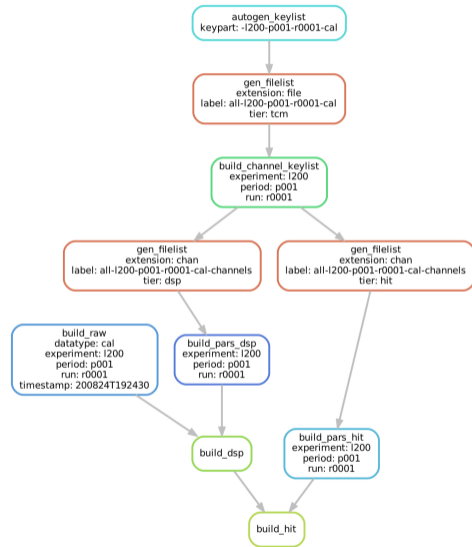 autogen_keylist
keypart: -l200-p001-r0001-cal
gen_filelist
extension: file
label: all-l200-p001-r0001-cal
tier: tcm
build_channel_keylist
experiment: l200
period: p001
run: r0001
gen_filelist
extension: chan
label: all-l200-p001-r0001-cal-channels
tier: dsp
gen_filelist
extension: chan
label: all-l200-p001-r0001-cal-channels
tier: hit
build_raw
datatype: cal
experiment: l200
period: p001
run: r0001
timestamp: 200824T192430
build_pars_dsp
experiment: l200
period: p001
run: r0001
build_dsp
build_pars_hit
experiment: l200
period: p001
run: r0001
build_hit